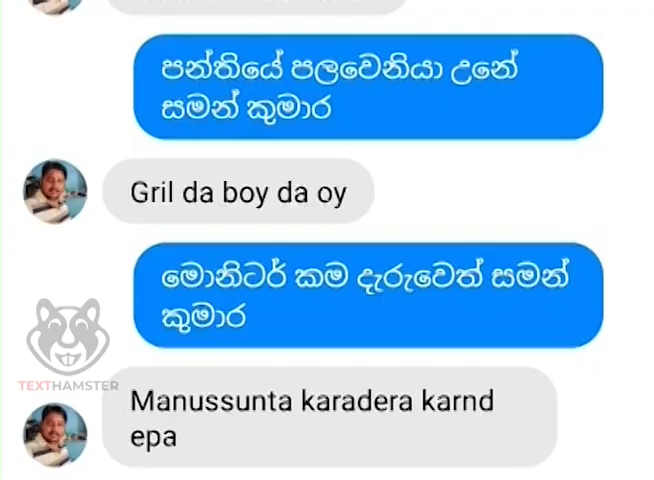 පන්තියේ පලවෙනියා උනේ
සමන් කුමාර
Gril da boy da oy
මොනිටර් කම දැරුවෙත් සමන්
කුමාර
TEXTHAMSTER
Manussunta karadera karnd
epa